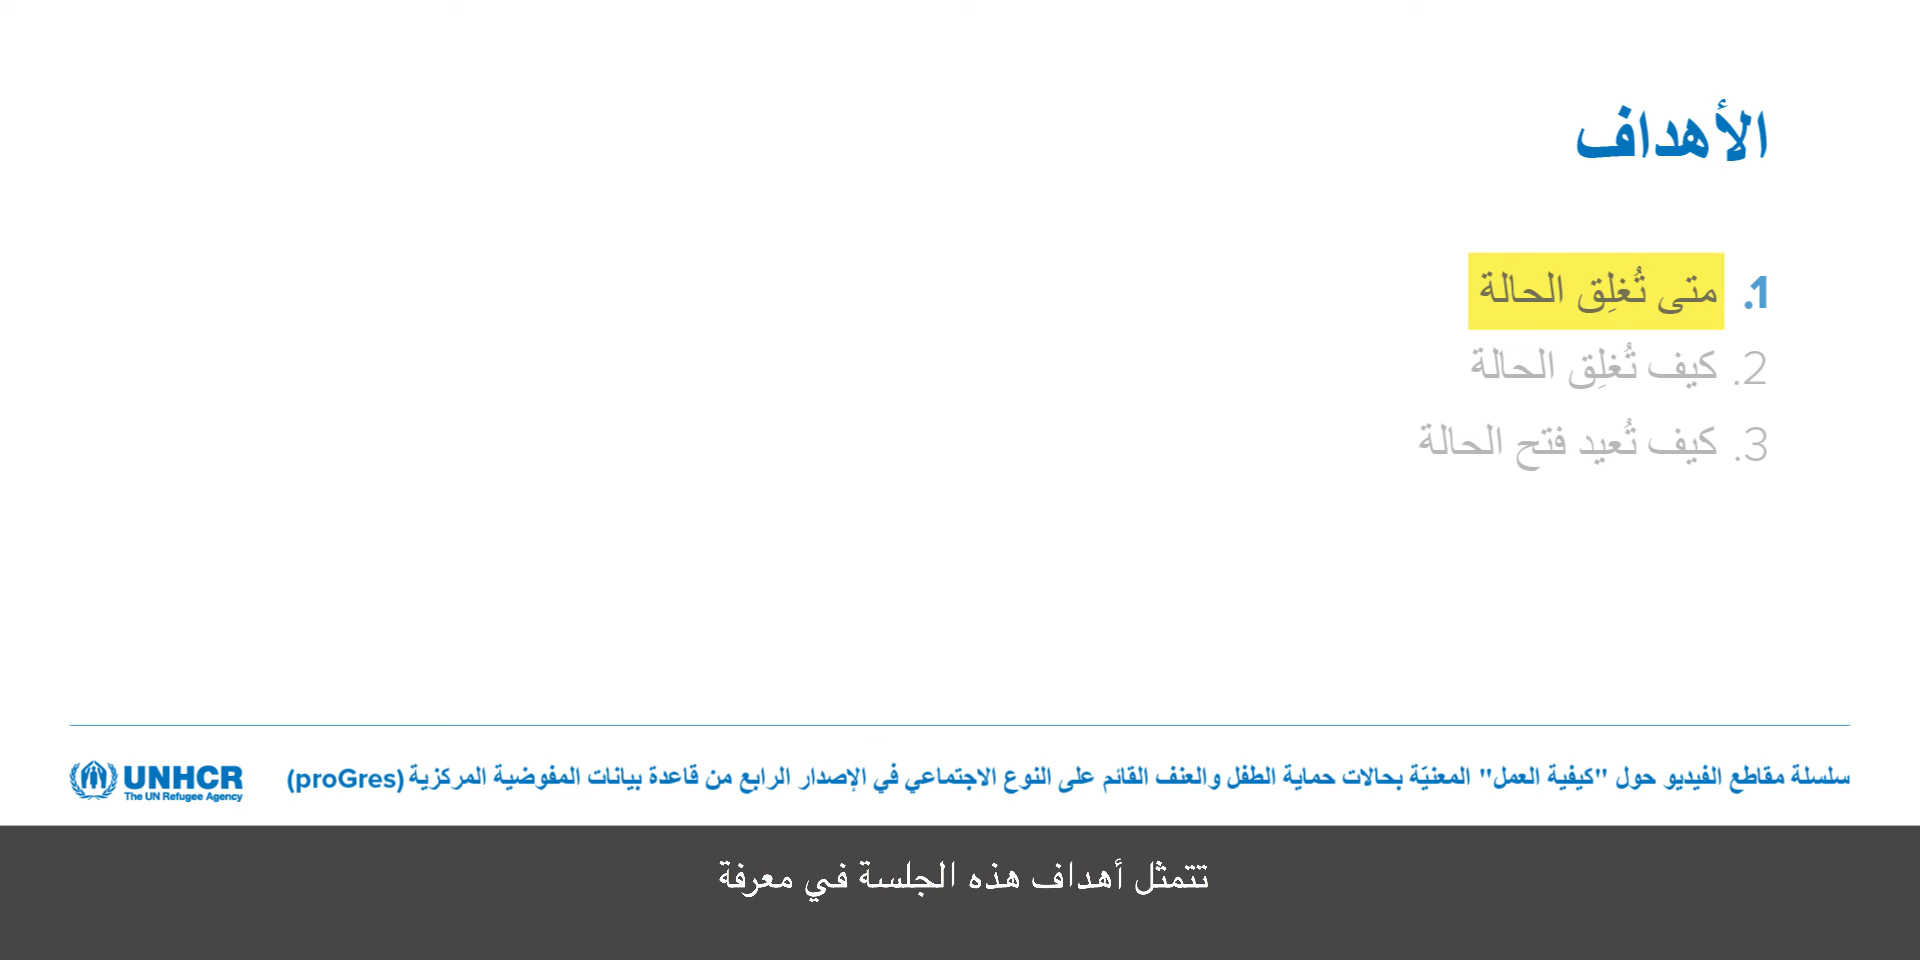 الأهداف
1. متى تُغلِق الحالة
2. كيف تُغلِق الحالة
3. كيف تُعيد فتح الحالة
سلسلة مقاطع الفيديو حول "كيفية العمل" المعنيّة بحالات حماية الطفل والعنف القائم على النوع الاجتماعي في الإصدار الرابع من قاعدة بيانات المفوضية المركزية (proGres)
UNHCR
The UN Refugee Agency
تتمثل أهداف هذه الجلسة في معرفة